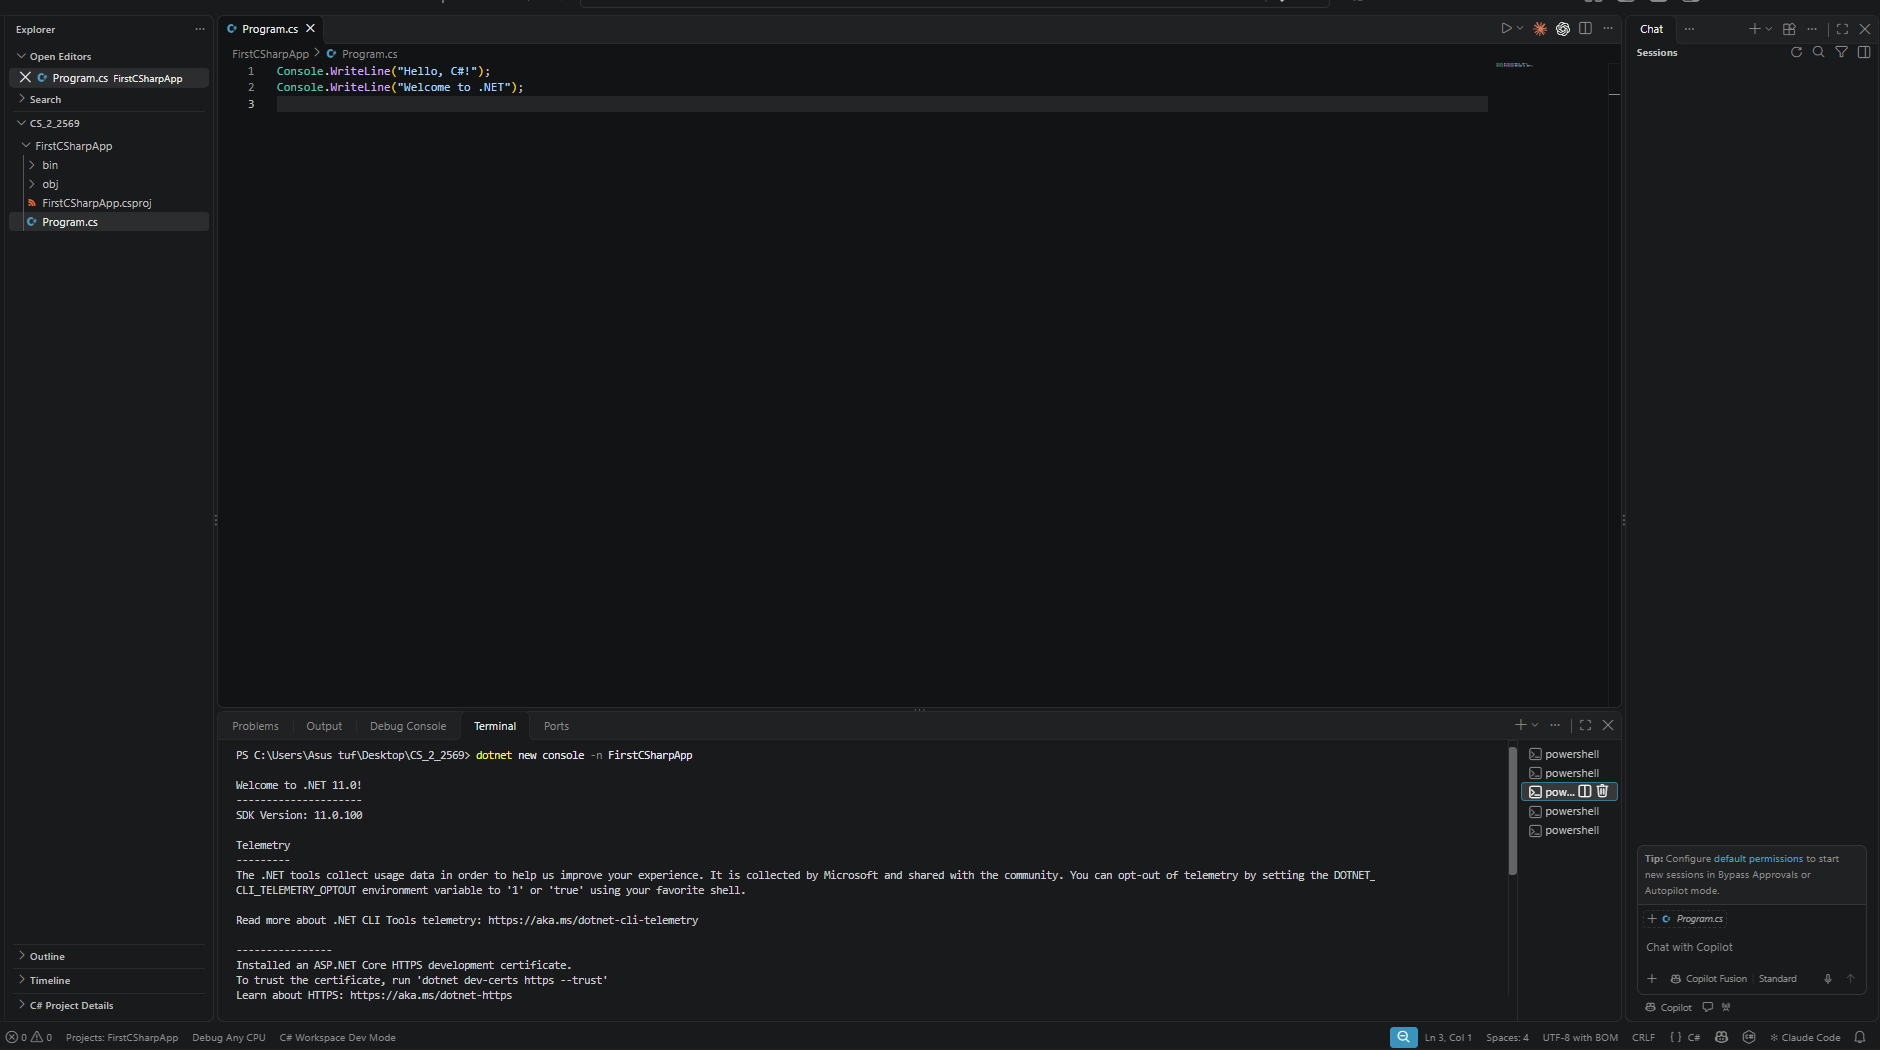 Explorer
Open Editors
Program.cs FirstCSharpApp
Search
CS_2_2569
FirstCSharpApp
bin
obj
FirstCSharpApp.csproj
Program.cs
Outline
Timeline
C# Project Details
Program.cs
FirstCSharpApp > Program.cs
1 Console.WriteLine("Hello, C#!");
2 Console.WriteLine("Welcome to .NET");
3
Problems Output Debug Console Terminal Ports
PS C:\Users\Asus tuf\Desktop\CS_2_2569> dotnet new console -n FirstCSharpApp
Welcome to .NET 11.0!
---------------------
SDK Version: 11.0.100
Telemetry
---------
The .NET tools collect usage data in order to help us improve your experience. It is collected by Microsoft and shared with the community. You can opt-out of telemetry by setting the DOTNET_
CLI_TELEMETRY_OPTOUT environment variable to '1' or 'true' using your favorite shell.
Read more about .NET CLI Tools telemetry: https://aka.ms/dotnet-cli-telemetry
----------------
Installed an ASP.NET Core HTTPS development certificate.
To trust the certificate, run 'dotnet dev-certs https --trust'
Learn about HTTPS: https://aka.ms/dotnet-https
powershell
powershell
pow...
powershell
powershell
Chat
Sessions
Tip: Configure default permissions to start
new sessions in Bypass Approvals or
Autopilot mode.
Program.cs
Chat with Copilot
Copilot Fusion Standard
Copilot
0 0 Projects: FirstCSharpApp Debug Any CPU C# Workspace Dev Mode
Ln 3, Col 1 Spaces: 4 UTF-8 with BOM CRLF { } C# Claude Code